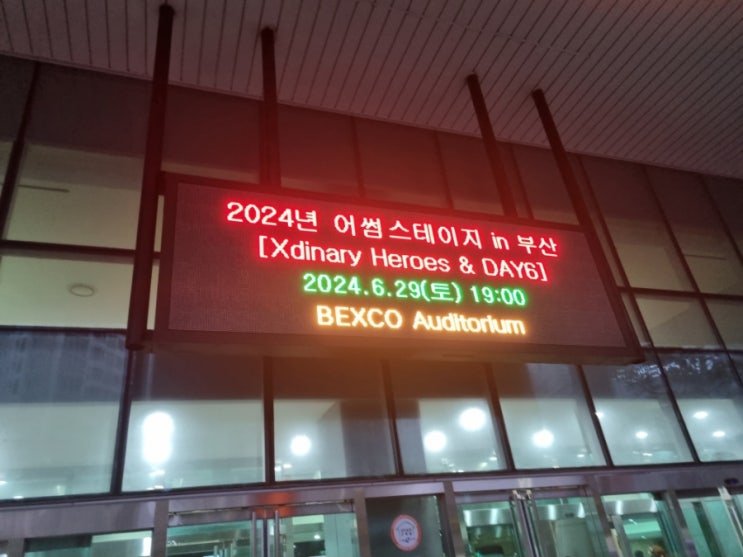 2024년 어썸스테이지 in 부산
[Xdinary Heroes & DAY6]
2024.6.29(토) 19:00
BEXCO Auditorium